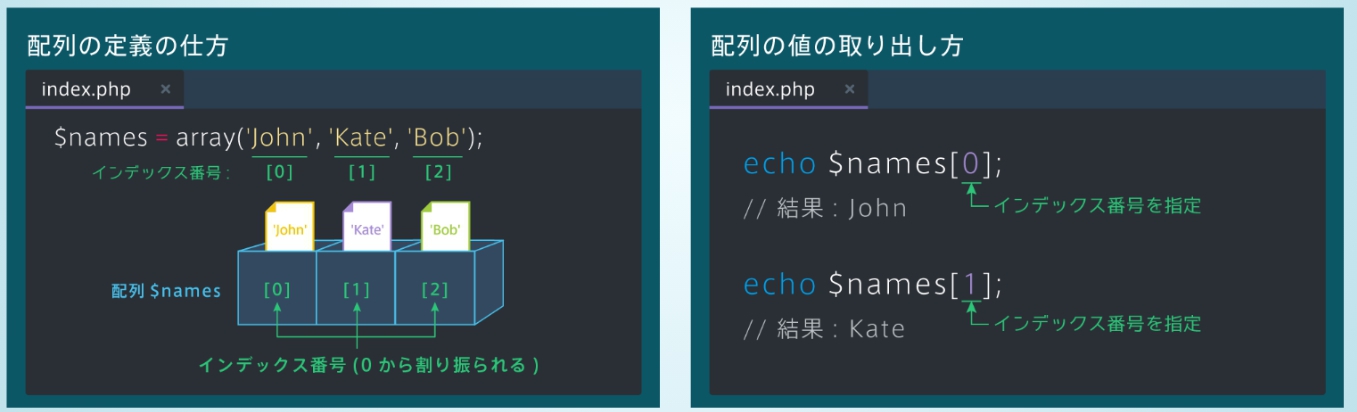 配列の定義の仕方
index.php ×
$names = array('John', 'Kate', 'Bob');
インデックス番号 : [0] [1] [2]
'John' 'Kate' 'Bob'
配列 $names [0] [1] [2]
インデックス番号 (0 から割り振られる )
配列の値の取り出し方
index.php ×
echo $names[0];
インデックス番号を指定
// 結果 : John
echo $names[1];
インデックス番号を指定
// 結果 : Kate